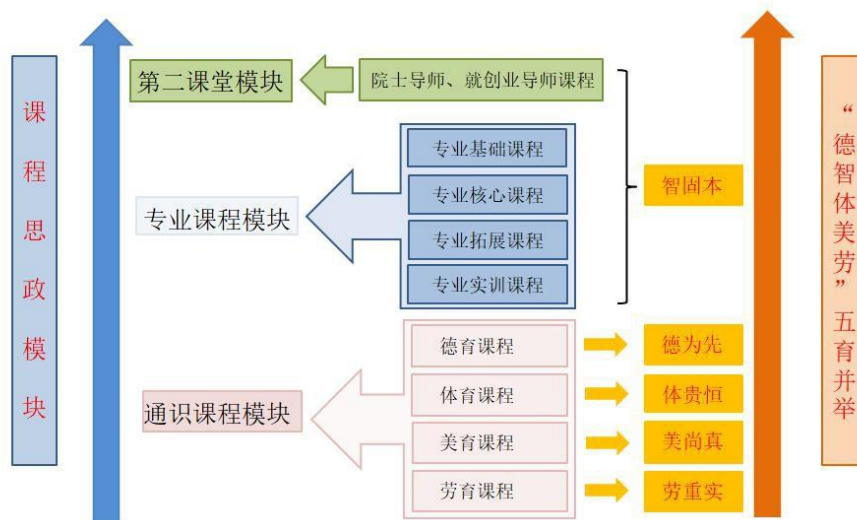 课程思政模块
第二课堂模块
院士导师、就创业导师课程
专业课程模块
专业基础课程
专业核心课程
专业拓展课程
专业实训课程
智固本
通识课程模块
德育课程
德为先
体育课程
体贵恒
美育课程
美尚真
劳育课程
劳重实
“德智体美劳”五育并举